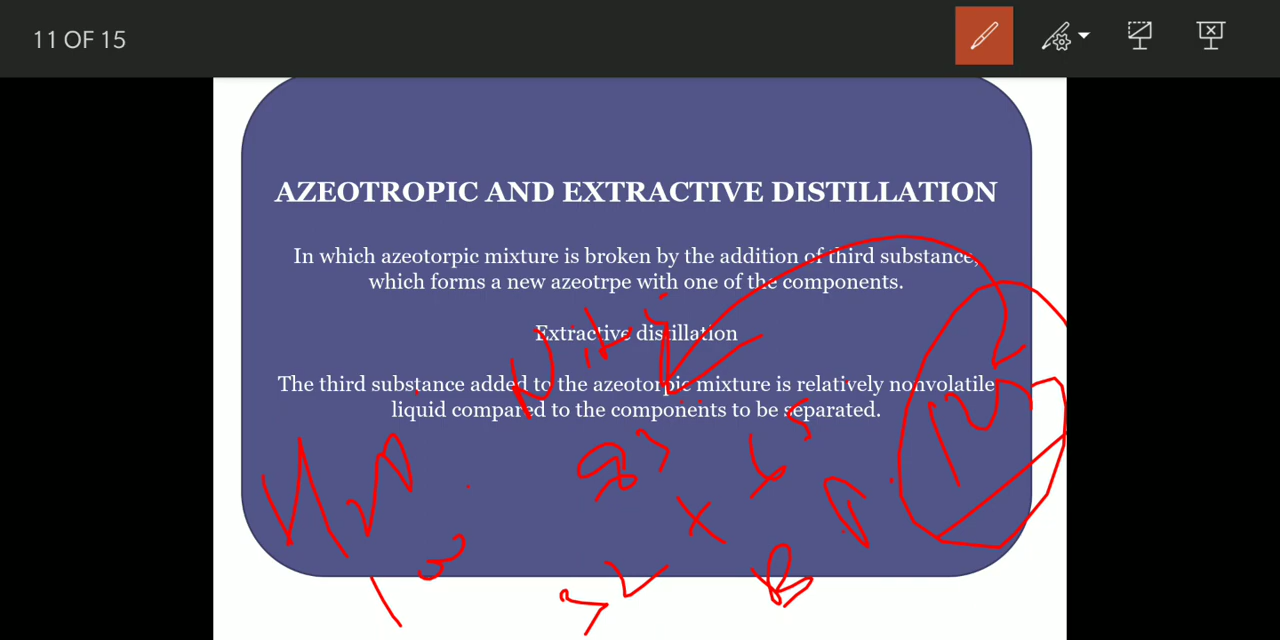 11 OF 15
AZEOTROPIC AND EXTRACTIVE DISTILLATION
In which azeotorpic mixture is broken by the addition of third substance,
which forms a new azeotrpe with one of the components.
Extractive distillation
The third substance added to the azeotorpic mixture is relatively nonvolatile
liquid compared to the components to be separated.